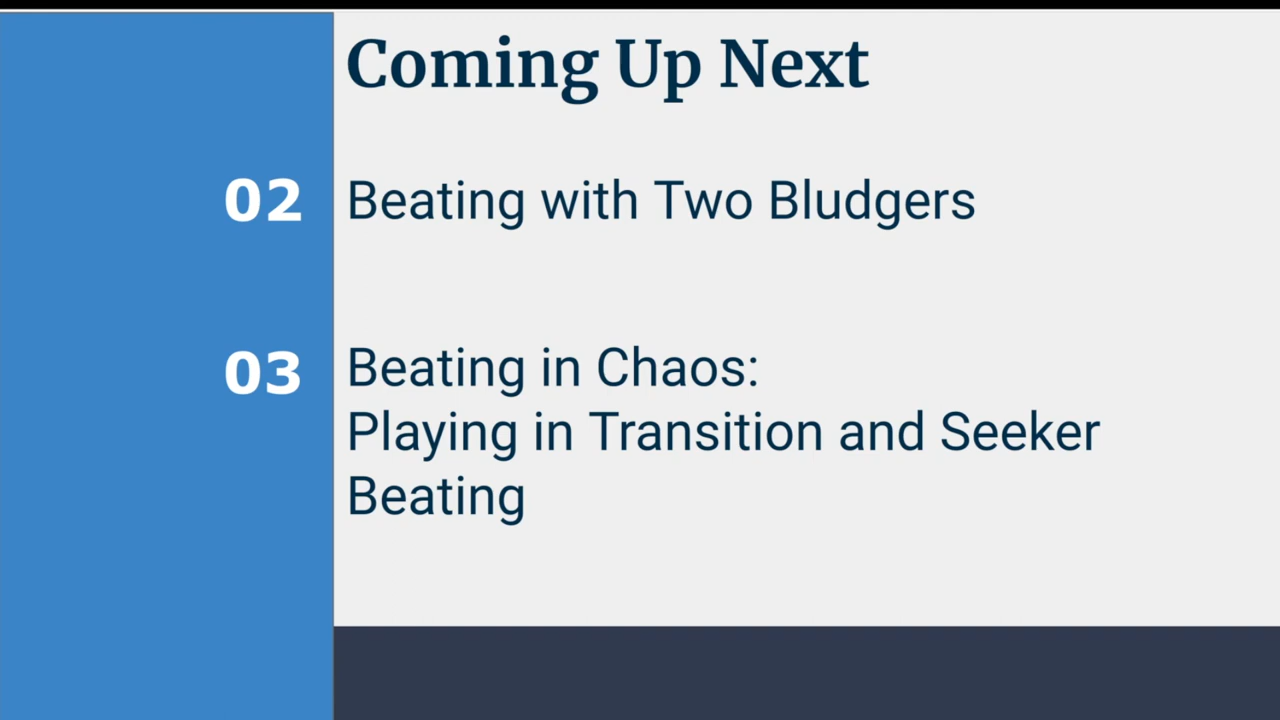 Coming Up Next
02 Beating with Two Bludgers
03 Beating in Chaos:
Playing in Transition and Seeker
Beating